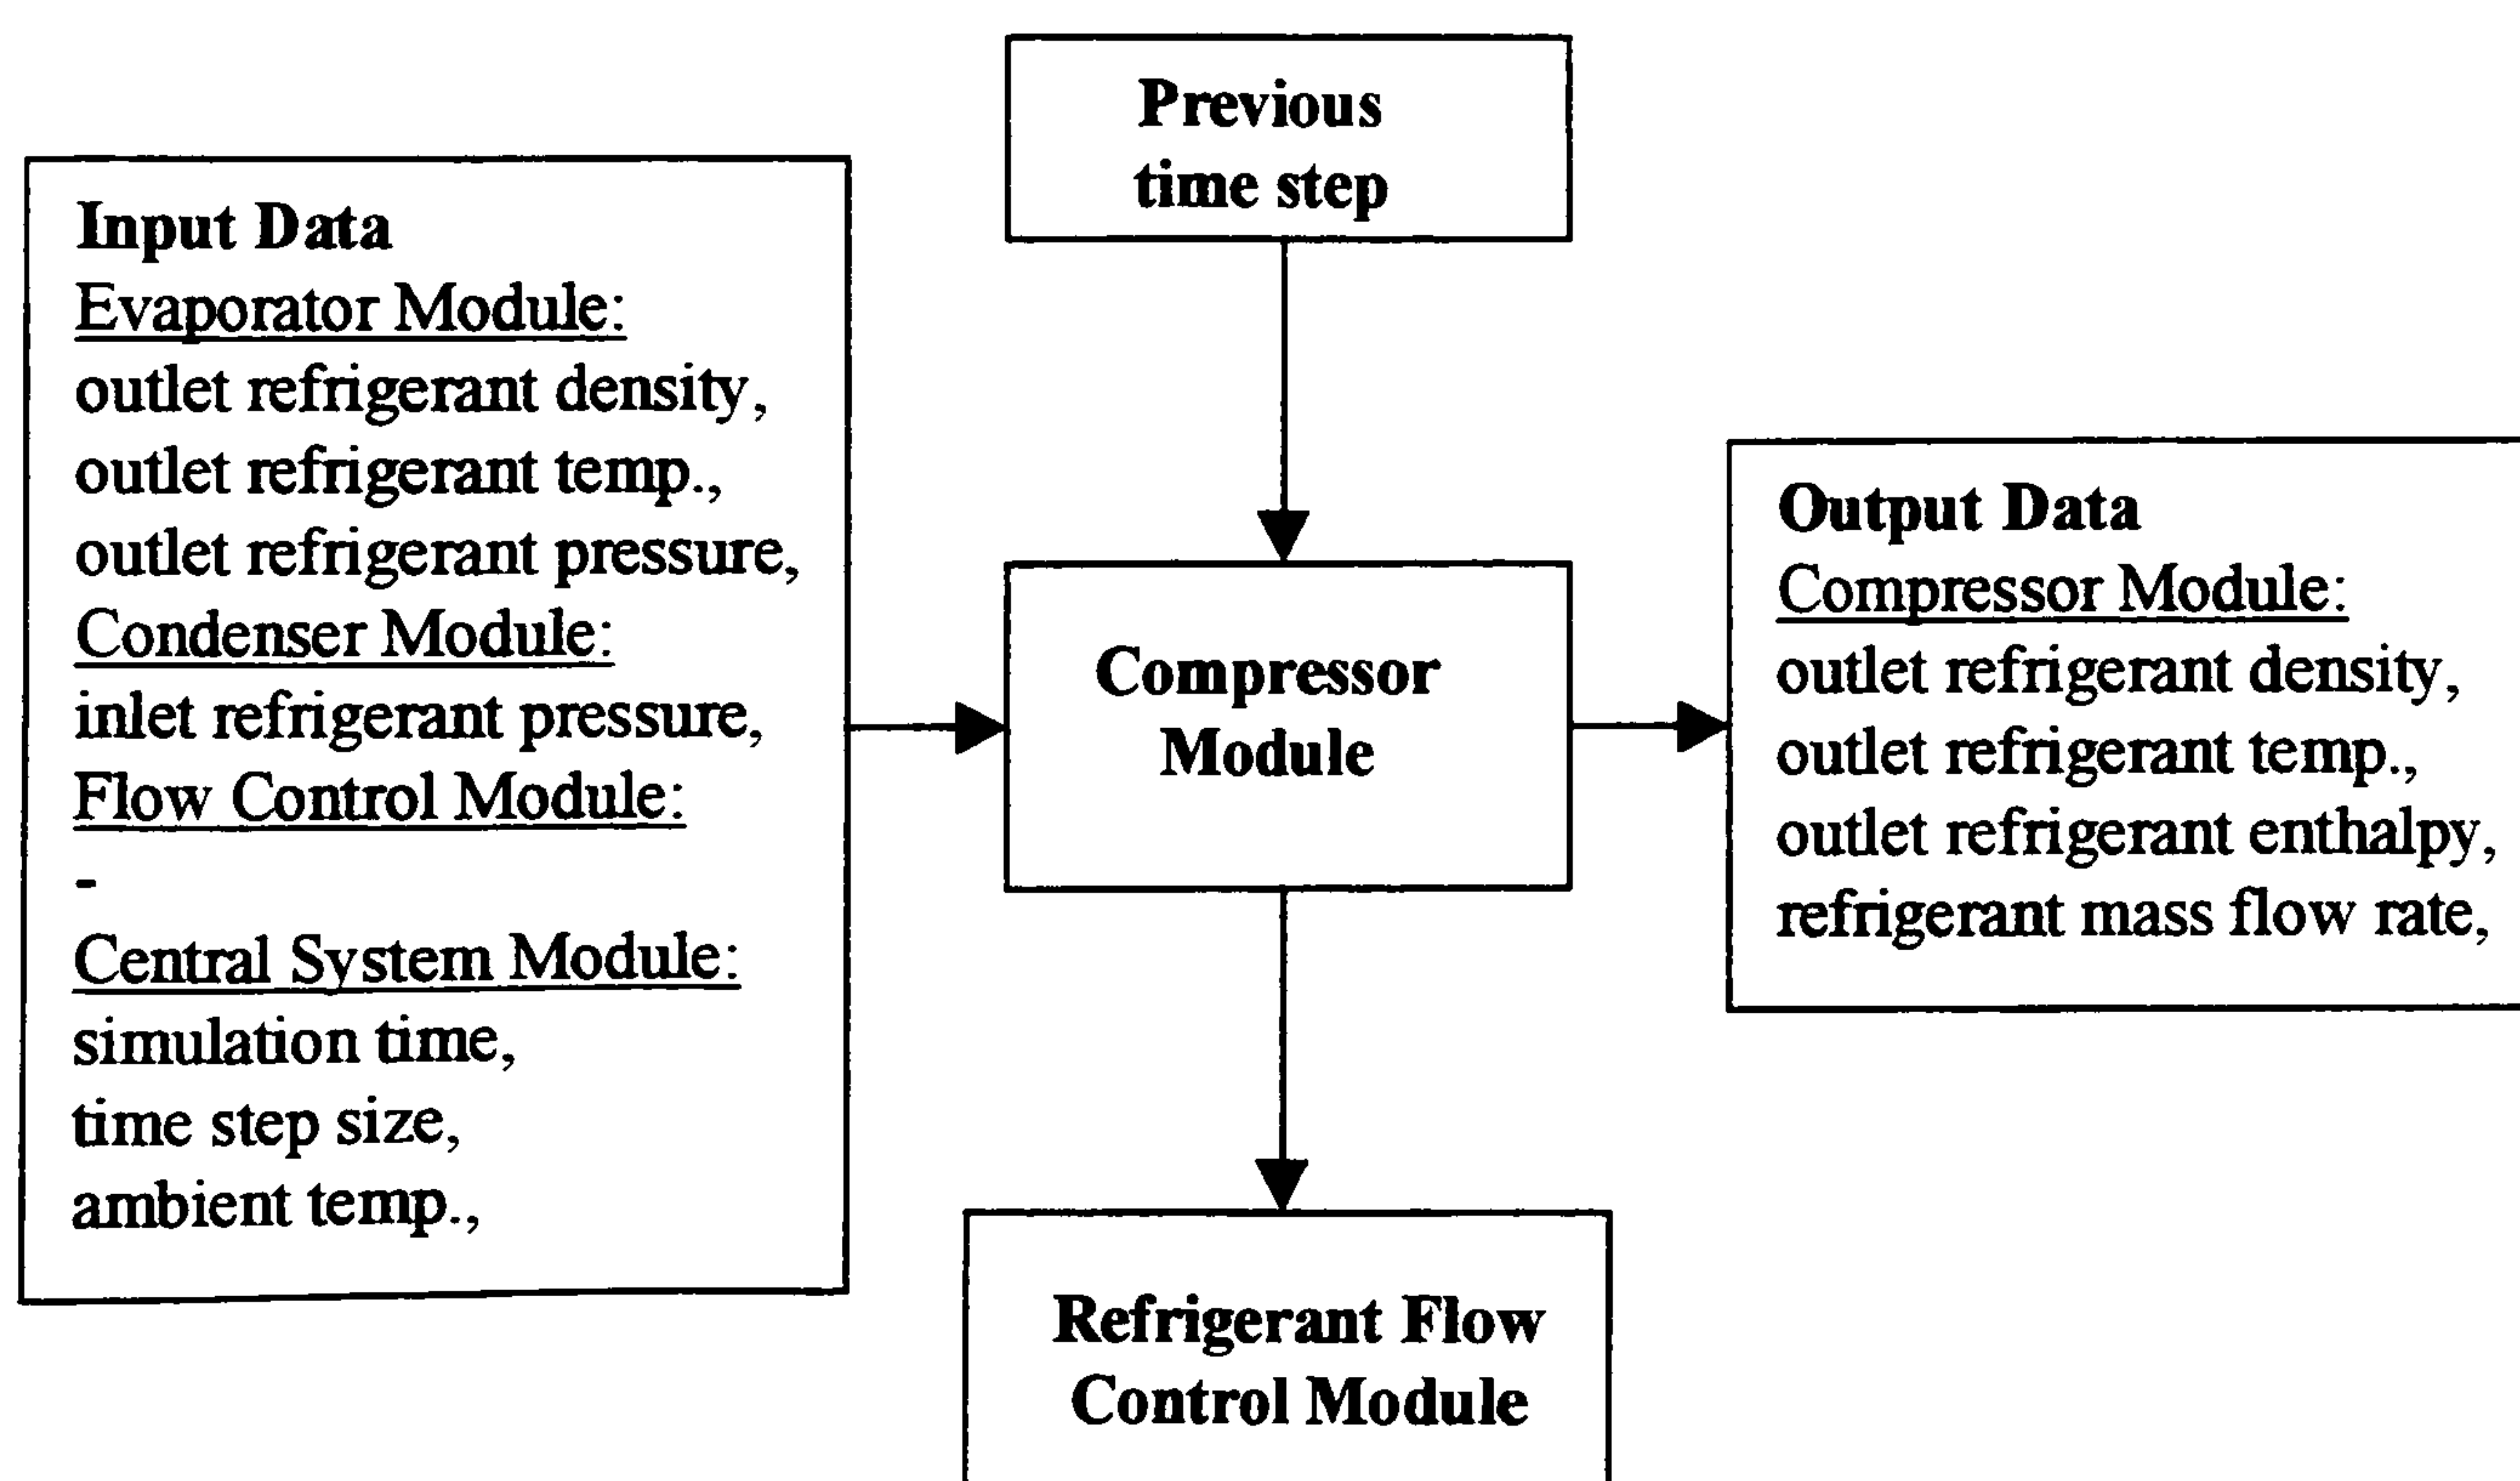 Previous
time step
Input Data
Evaporator Module:
outlet refrigerant density,
outlet refrigerant temp.,
outlet refrigerant pressure,
Condenser Module:
inlet refrigerant pressure,
Flow Control Module:
-
Central System Module:
simulation time,
time step size,
ambient temp.,
Compressor
Module
Output Data
Compressor Module:
outlet refrigerant density,
outlet refrigerant temp.,
outlet refrigerant enthalpy,
refrigerant mass flow rate,
Refrigerant Flow
Control Module